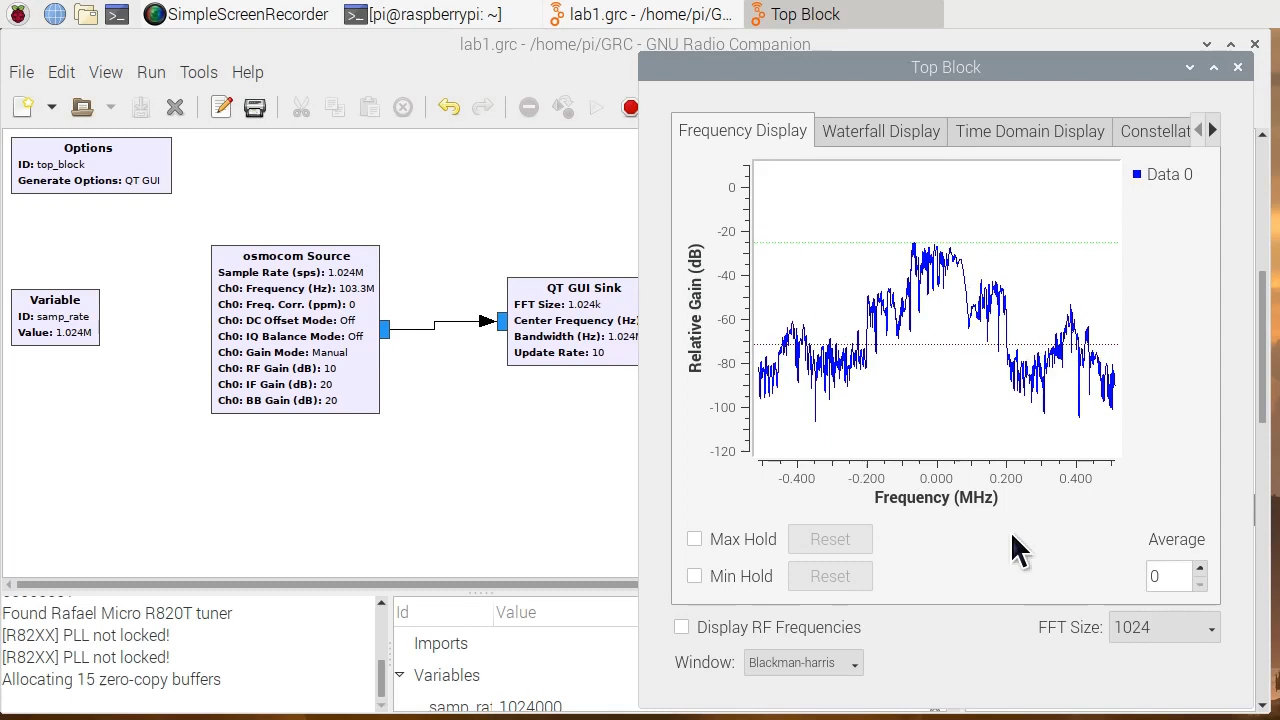 SimpleScreenRecorder
[pi@raspberrypi: ~]
lab1.grc - /home/pi/G...
Top Block
lab1.grc - /home/pi/GRC - GNU Radio Companion
File Edit View Run Tools Help
Options
ID: top_block
Generate Options: QT GUI
Variable
ID: samp_rate
Value: 1.024M
osmocom Source
Sample Rate (sps): 1.024M
Ch0: Frequency (Hz): 103.3M
Ch0: Freq. Corr. (ppm): 0
Ch0: DC Offset Mode: Off
Ch0: IQ Balance Mode: Off
Ch0: Gain Mode: Manual
Ch0: RF Gain (dB): 10
Ch0: IF Gain (dB): 20
Ch0: BB Gain (dB): 20
QT GUI Sink
FFT Size: 1.024k
Center Frequency (Hz)
Bandwidth (Hz): 1.024
Update Rate: 10
Found Rafael Micro R820T tuner
[R82XX] PLL not locked!
[R82XX] PLL not locked!
Allocating 15 zero-copy buffers
Id Value
Imports
Variables
samp_ra 1024000
Top Block
Frequency Display
Waterfall Display
Time Domain Display
Constellat
Data 0
Relative Gain (dB)
0
-20
-40
-60
-80
-100
-120
-0.400 -0.200 0.000 0.200 0.400
Frequency (MHz)
Max Hold Reset
Average
Min Hold Reset
0
Display RF Frequencies
FFT Size: 1024
Window: Blackman-harris